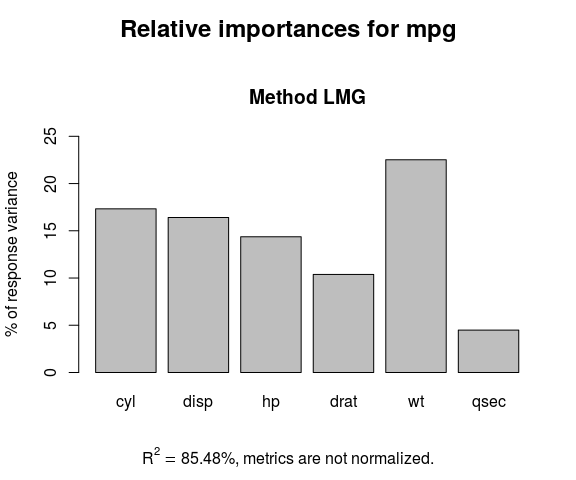 Relative importances for mpg
Method LMG
% of response variance
25
20
15
10
5
0
cyl disp hp drat wt qsec
R² = 85.48%, metrics are not normalized.